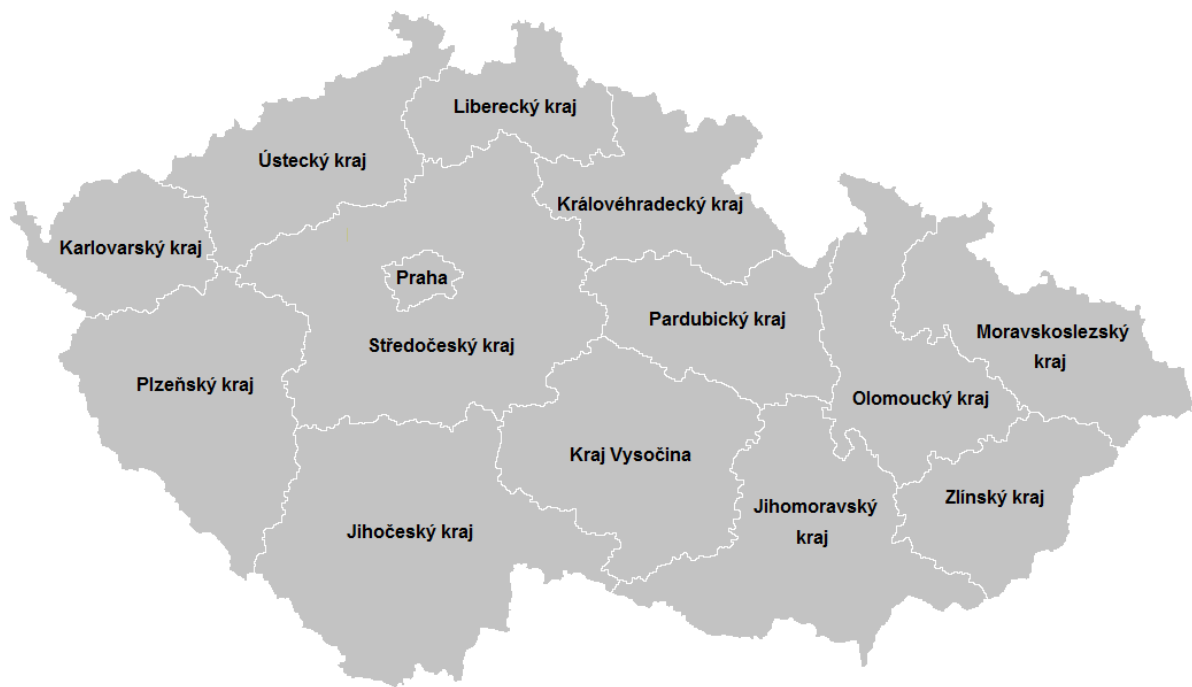 Liberecký kraj
Ústecký kraj
Královéhradecký kraj
Karlovarský kraj
Praha
Pardubický kraj
Moravskoslezský
kraj
Středočeský kraj
Plzeňský kraj
Olomoucký kraj
Kraj Vysočina
Zlínský kraj
Jihomoravský
kraj
Jihočeský kraj